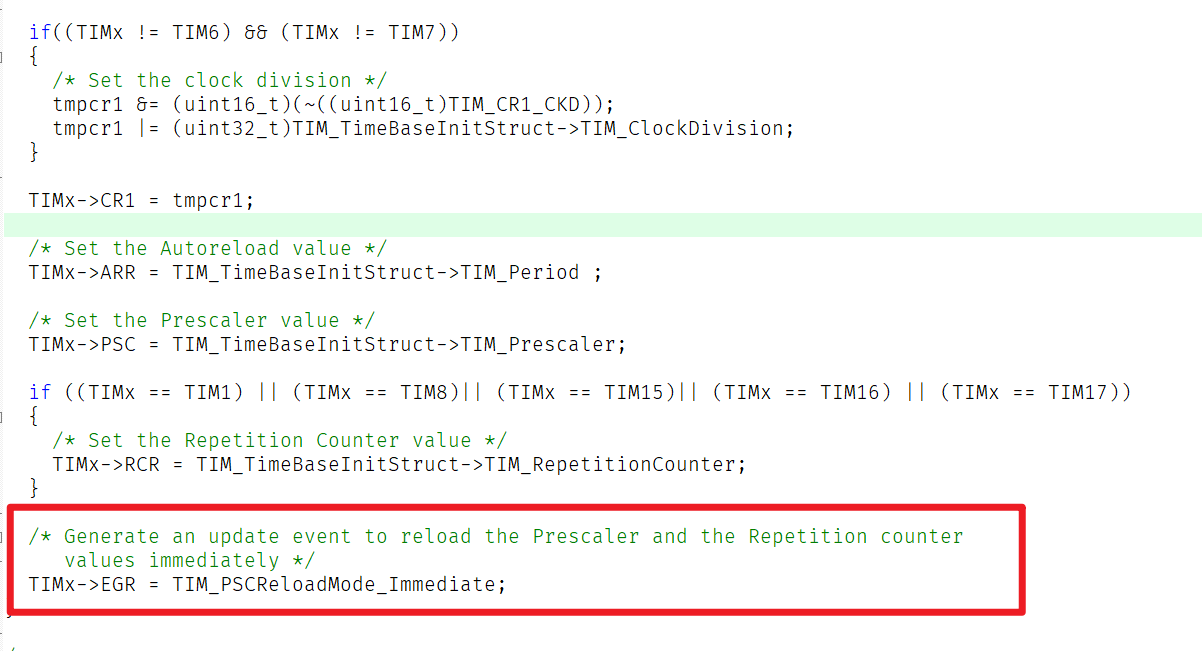 if((TIMx != TIM6) && (TIMx != TIM7))
{
/* Set the clock division */
tmpcr1 &= (uint16_t)(~((uint16_t)TIM_CR1_CKD));
tmpcr1 |= (uint32_t)TIM_TimeBaseInitStruct->TIM_ClockDivision;
}
TIMx->CR1 = tmpcr1;
/* Set the Autoreload value */
TIMx->ARR = TIM_TimeBaseInitStruct->TIM_Period ;
/* Set the Prescaler value */
TIMx->PSC = TIM_TimeBaseInitStruct->TIM_Prescaler;
if ((TIMx == TIM1) || (TIMx == TIM8)|| (TIMx == TIM15)|| (TIMx == TIM16) || (TIMx == TIM17))
{
/* Set the Repetition Counter value */
TIMx->RCR = TIM_TimeBaseInitStruct->TIM_RepetitionCounter;
}
/* Generate an update event to reload the Prescaler and the Repetition counter
values immediately */
TIMx->EGR = TIM_PSCReloadMode_Immediate;